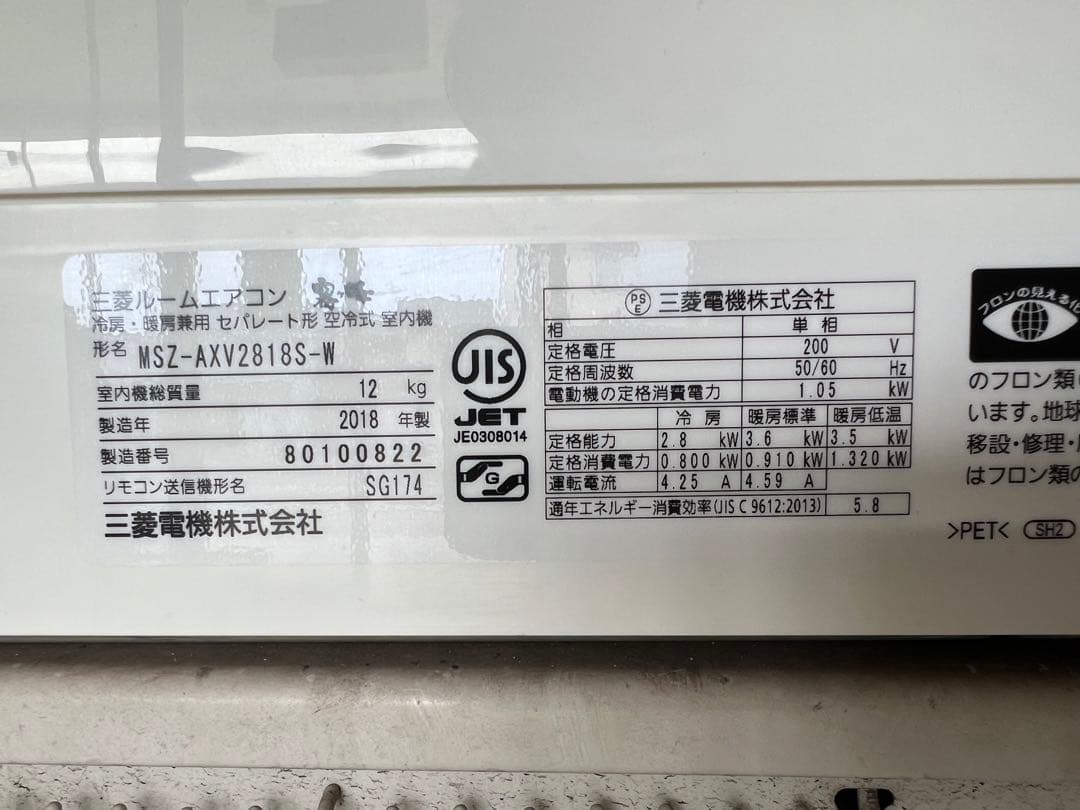 三菱ルームエアコン
冷房・暖房兼用 セパレート形 空冷式 室内機
形名 MSZ-AXV2818S-W
室内機総質量 12 kg
製造年 2018 年製
製造番号 80100822
リモコン送信機形名 SG174
三菱電機株式会社
JIS
JET
JE0308014
G
PSE 三菱電機株式会社
相 単相
定格電圧 200 V
定格周波数 50/60 Hz
電動機の定格消費電力 1.05 kW
冷房 暖房標準 暖房低温
定格能力 2.8 kW 3.6 kW 3.5 kW
定格消費電力 0.800 kW 0.910 kW 1.320 kW
運転電流 4.25 A 4.59 A
通年エネルギー消費効率(JIS C 9612:2013) 5.8
フロンの見える化
のフロン類
います。地球
移設・修理・
はフロン類の
>PET< SH2